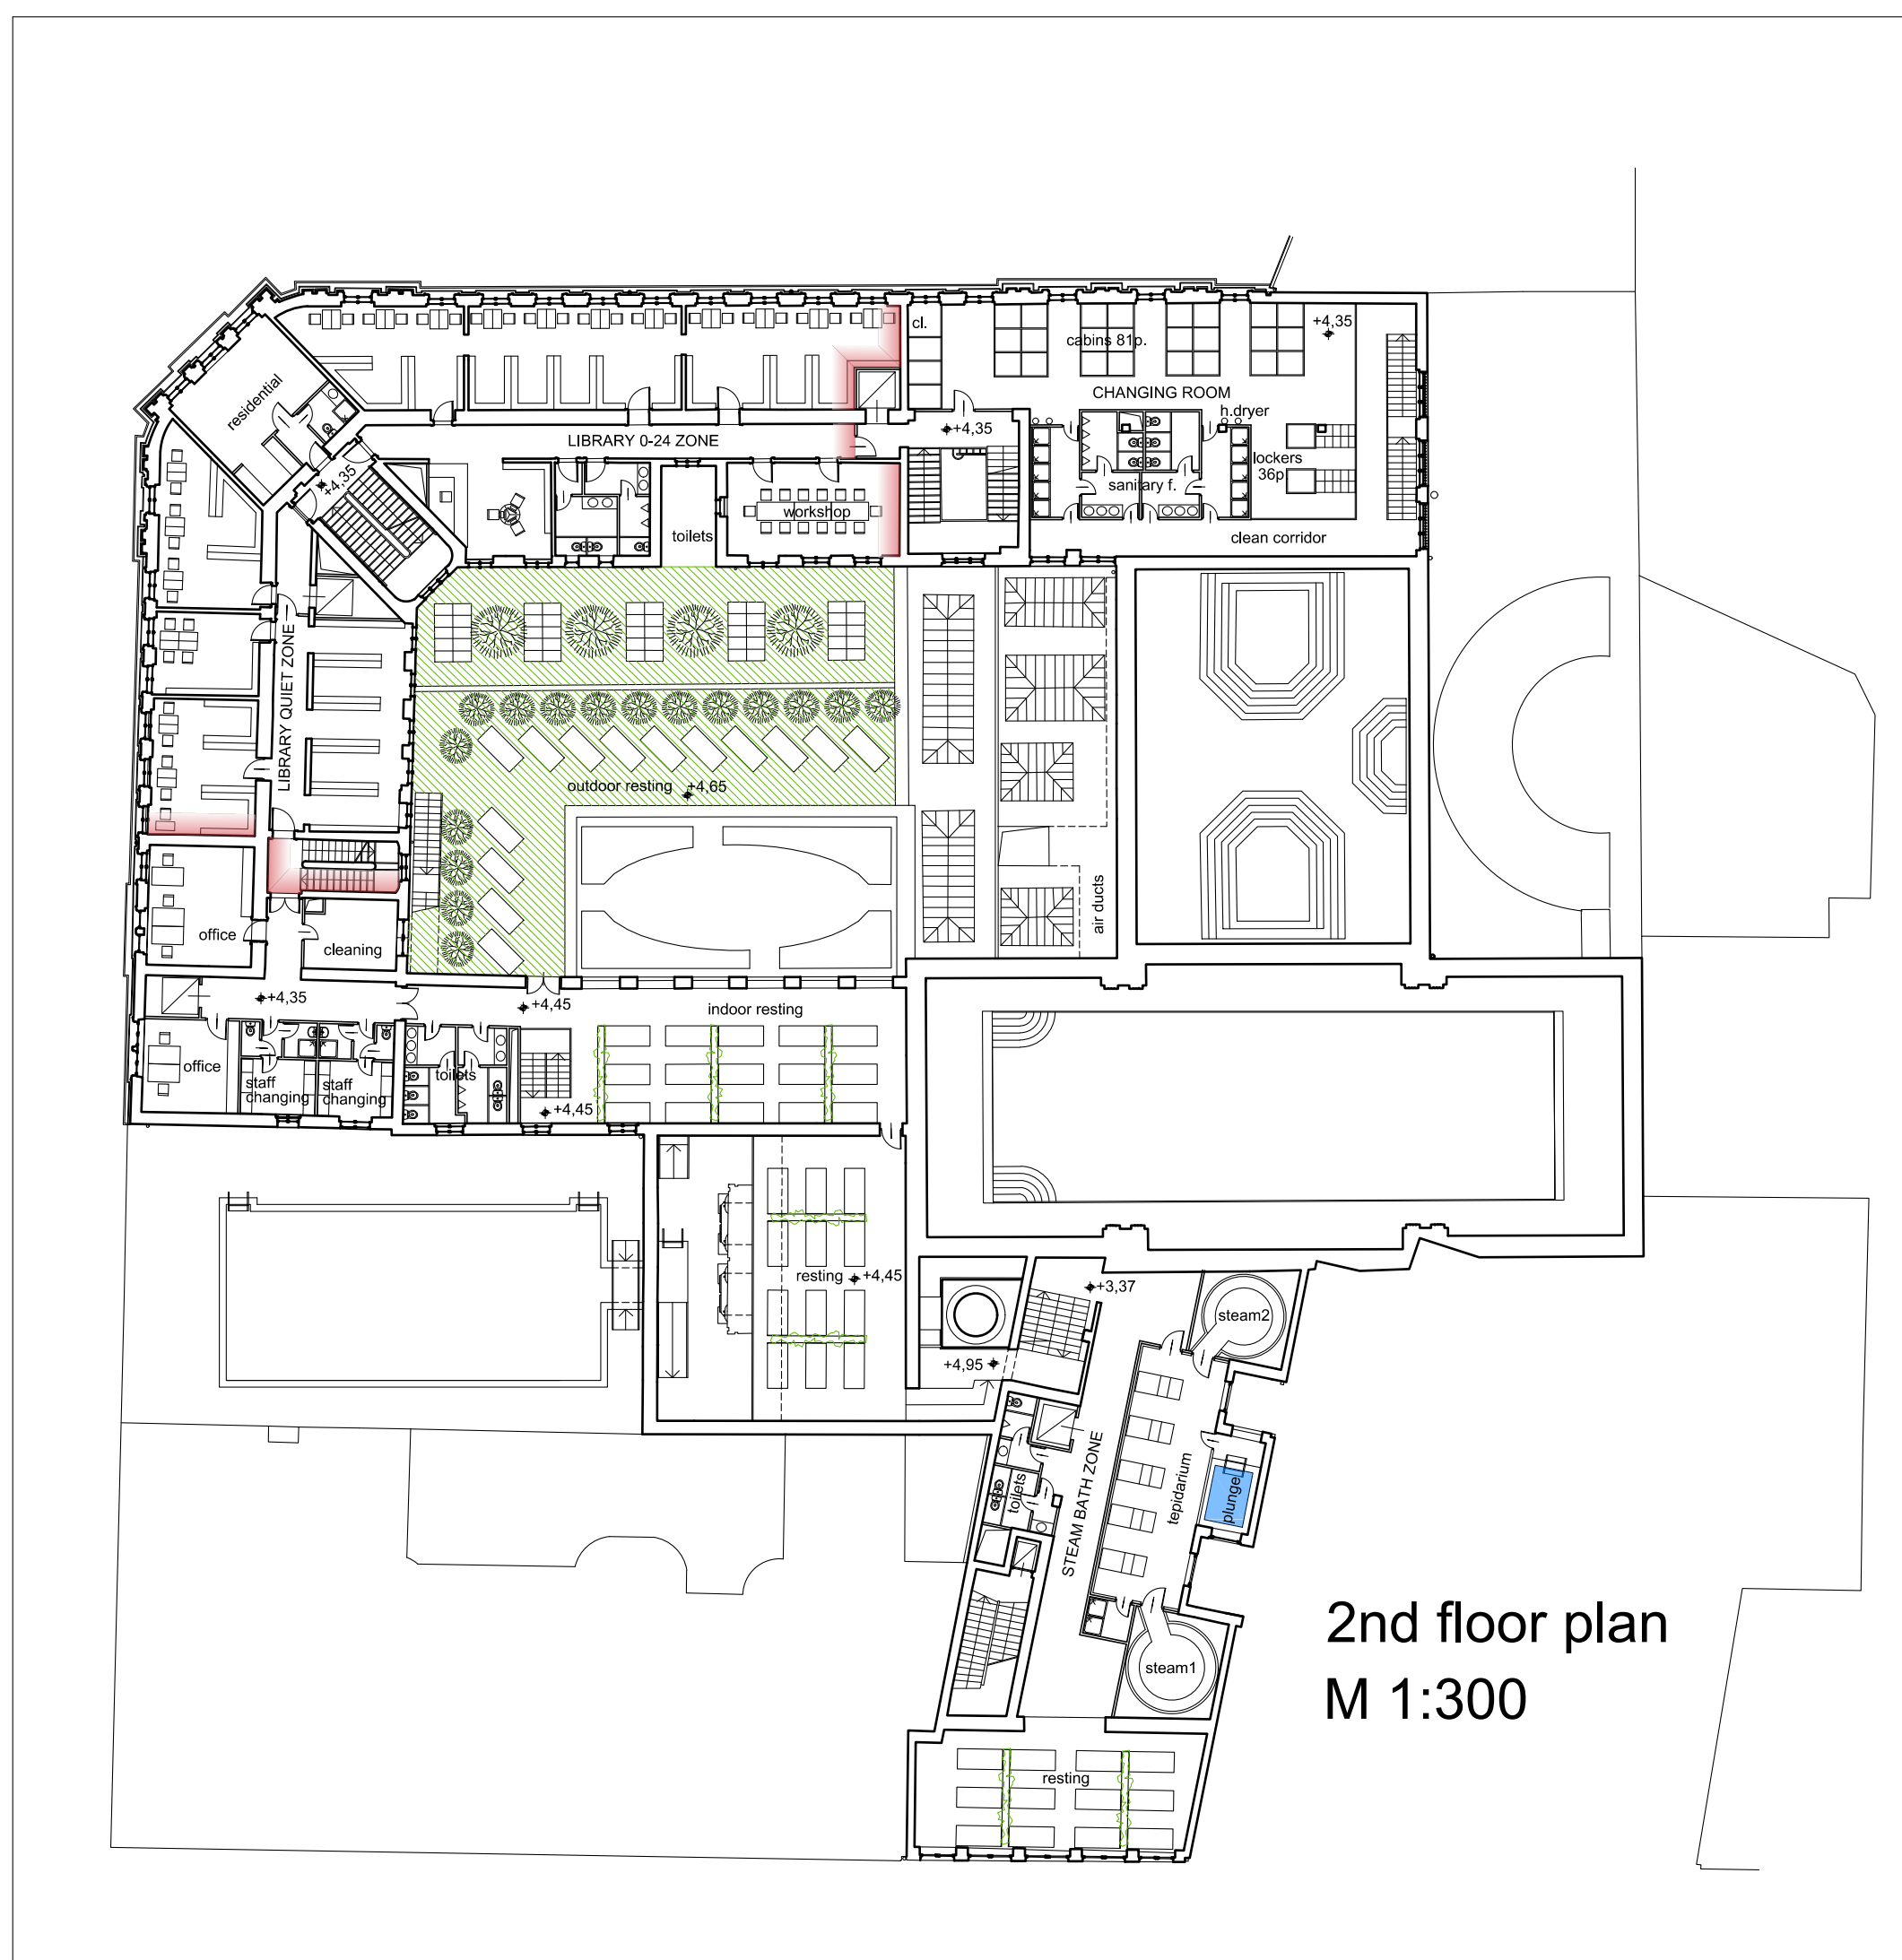 cl.
+4,35
cabins 81p.
CHANGING ROOM
h.dryer
residential
LIBRARY 0-24 ZONE
+4,35
lockers
36p
sanitary f.
+4,35
workshop
toilets
clean corridor
LIBRARY QUIET ZONE
outdoor resting +4,65
air ducts
office
cleaning
+4,35
+4,45
indoor resting
office
staff
changing
staff
changing
toilets
+4,45
resting +4,45
+3,37
steam2
+4,95
STEAM BATH ZONE
tepidarium
plunge
toilets
2nd floor plan
steam1
M 1:300
resting